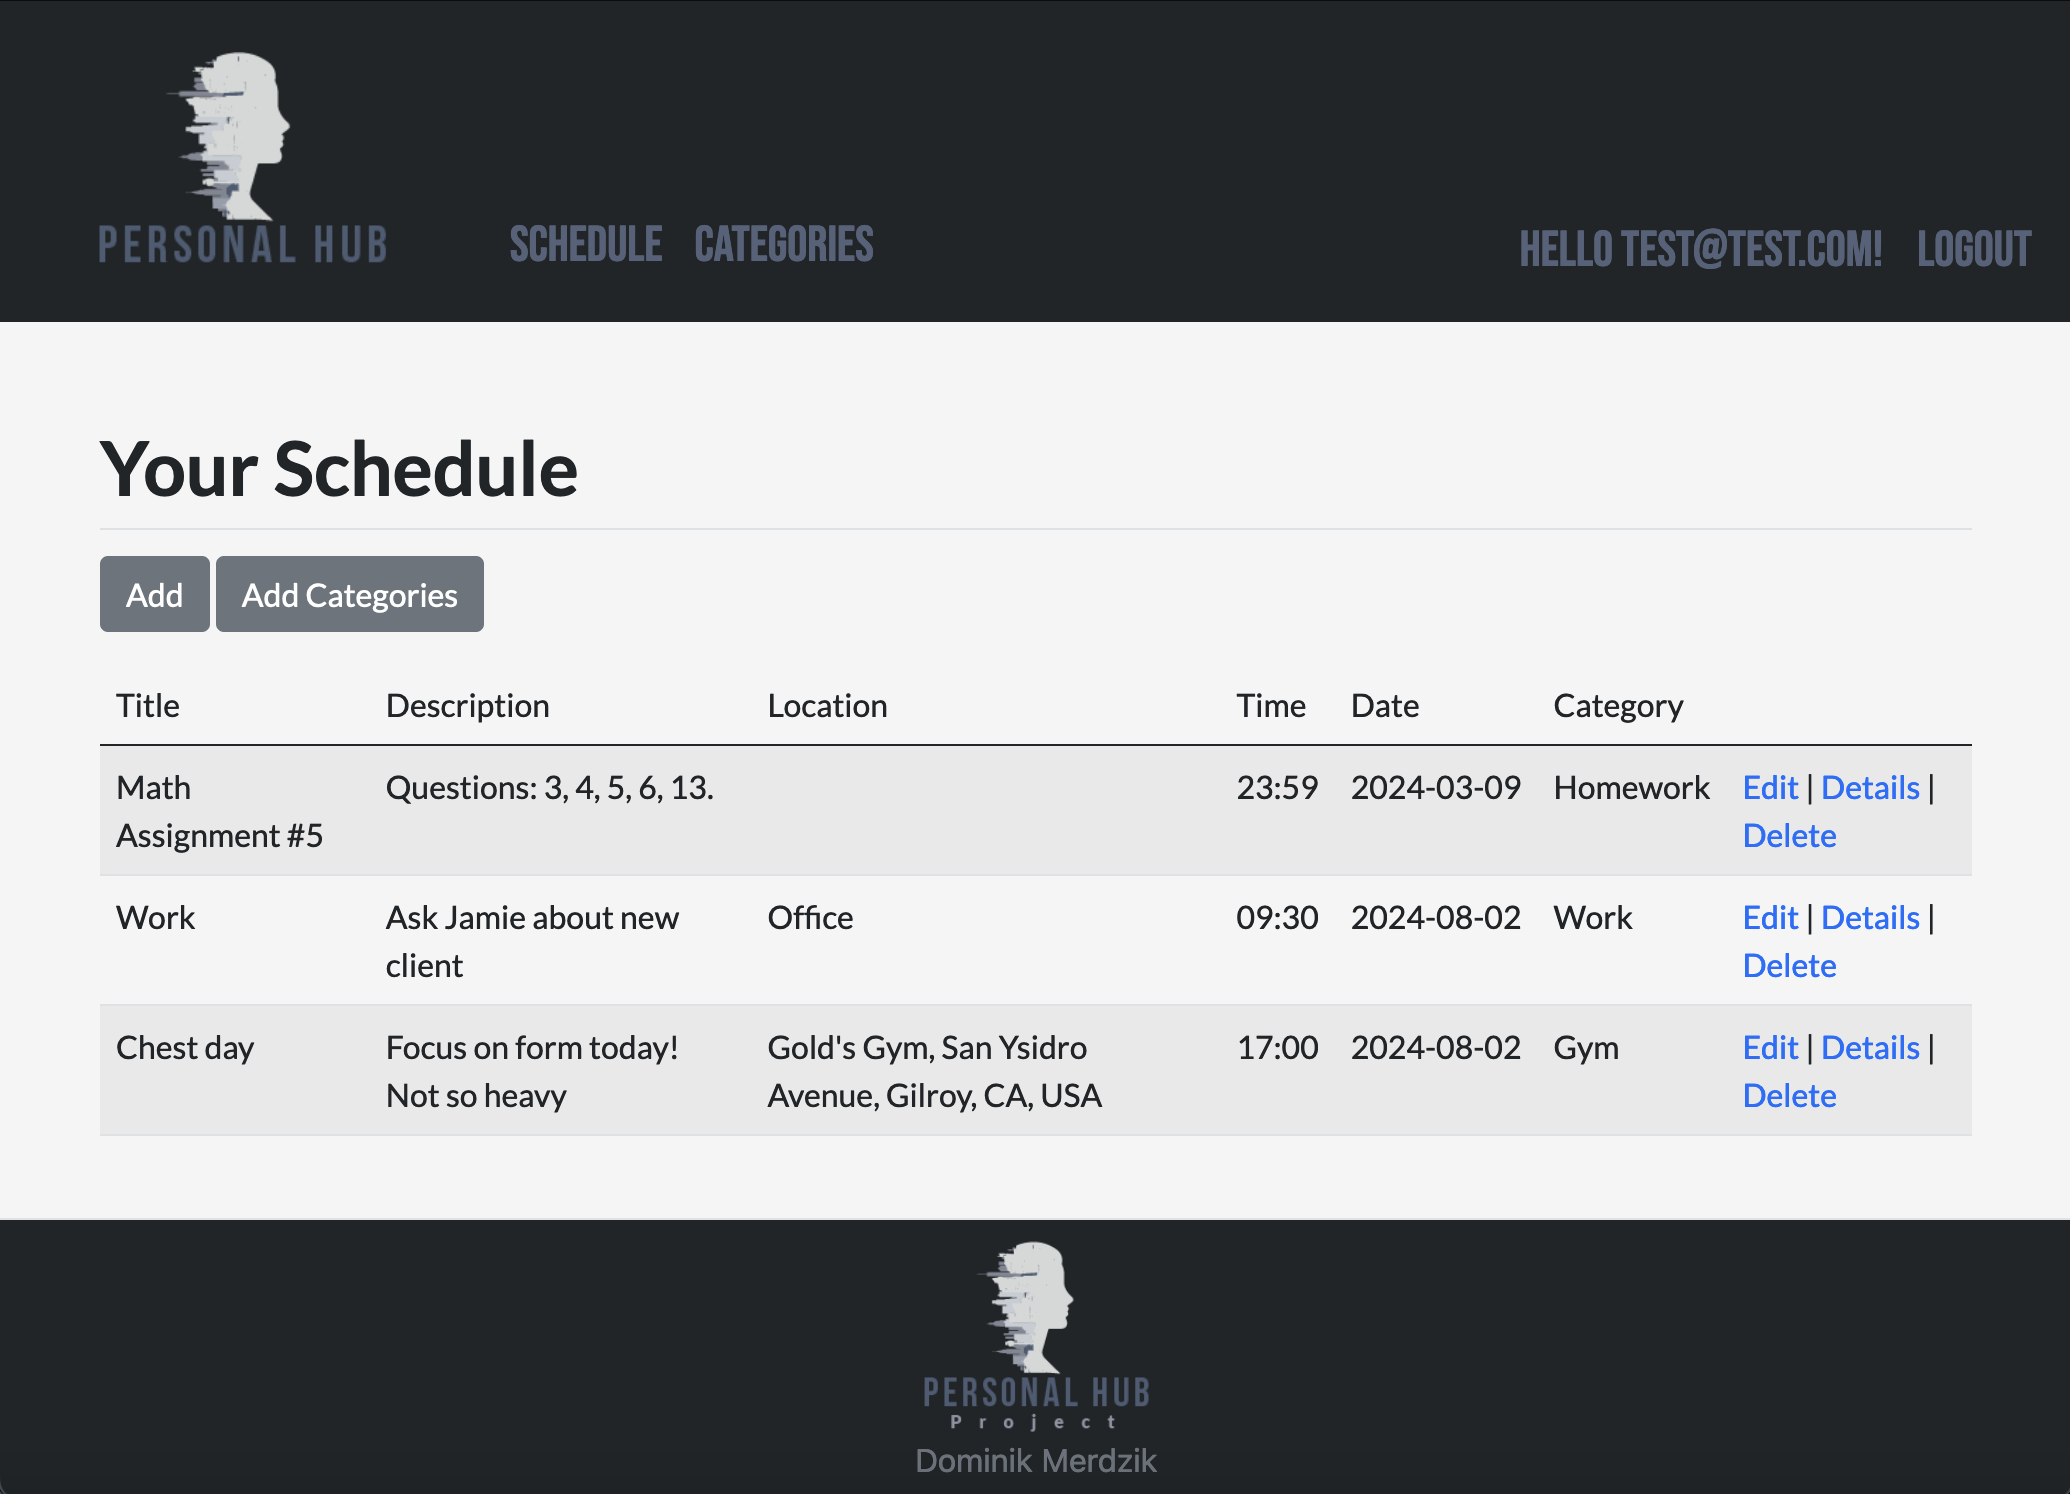 PERSONAL HUB
SCHEDULE CATEGORIES
HELLO TEST@TEST.COM! LOGOUT
Your Schedule
Add Add Categories
Title Description Location Time Date Category
Math Questions: 3, 4, 5, 6, 13. 23:59 2024-03-09 Homework Edit | Details |
Assignment #5 Delete
Work Ask Jamie about new Office 09:30 2024-08-02 Work Edit | Details |
client Delete
Chest day Focus on form today! Gold's Gym, San Ysidro 17:00 2024-08-02 Gym Edit | Details |
Not so heavy Avenue, Gilroy, CA, USA Delete
PERSONAL HUB
Project
Dominik Merdzik